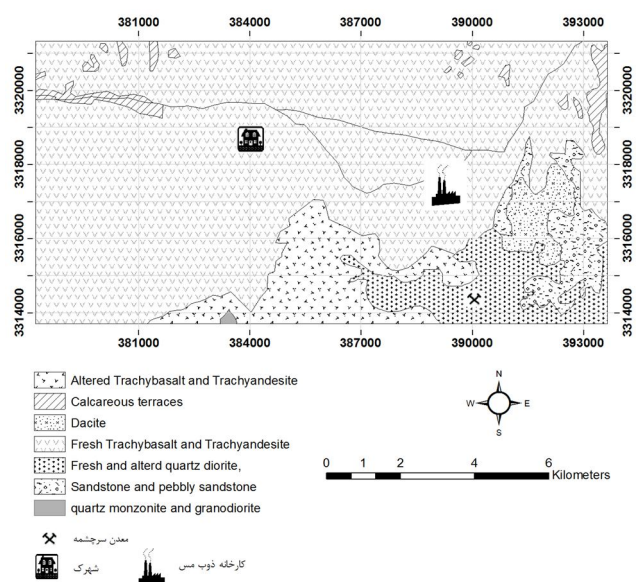 381000 384000 387000 390000 393000
3320000 3320000
3318000 3318000
3316000 3316000
3314000 3314000
381000 384000 387000 390000 393000
Altered Trachybasalt and Trachyandesite
Calcareous terraces
Dacite
Fresh Trachybasalt and Trachyandesite
Fresh and alterd quartz diorite,
Sandstone and pebbly sandstone
quartz monzonite and granodiorite
N
W E
S
0 1 2 4 6
Kilometers
معدن سرچشمه
شهرک
کارخانه ذوب مس